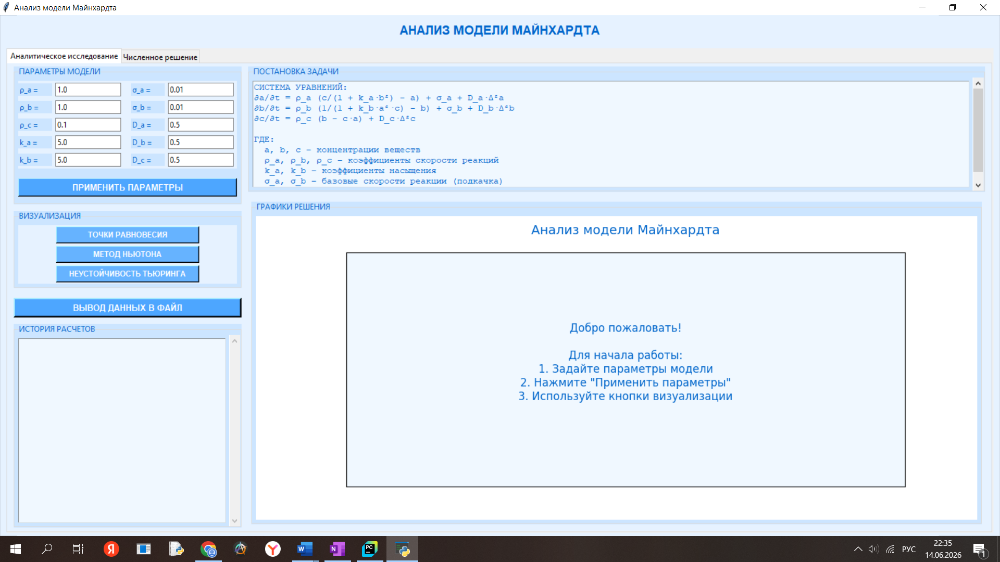 Анализ модели Майнхардта
АНАЛИЗ МОДЕЛИ МАЙНХАРДТА
Аналитическое исследование
Численное решение
ПАРАМЕТРЫ МОДЕЛИ
ρ_a = 1.0 σ_a = 0.01
ρ_b = 1.0 σ_b = 0.01
ρ_c = 0.1 D_a = 0.5
k_a = 5.0 D_b = 0.5
k_b = 5.0 D_c = 0.5
ПРИМЕНИТЬ ПАРАМЕТРЫ
ВИЗУАЛИЗАЦИЯ
ТОЧКИ РАВНОВЕСИЯ
МЕТОД НЬЮТОНА
НЕУСТОЙЧИВОСТЬ ТЬЮРИНГА
ВЫВОД ДАННЫХ В ФАЙЛ
ИСТОРИЯ РАСЧЕТОВ
ПОСТАНОВКА ЗАДАЧИ
СИСТЕМА УРАВНЕНИЙ:
∂a/∂t = ρ_a (c/(1 + k_a·b²) − a) + σ_a + D_a·Δ²a
∂b/∂t = ρ_b (1/(1 + k_b·a²·c) − b) + σ_b + D_b·Δ²b
∂c/∂t = ρ_c (b − c·a) + D_c·Δ²c
ГДЕ:
a, b, c − концентрации веществ
ρ_a, ρ_b, ρ_c − коэффициенты скорости реакций
k_a, k_b − коэффициенты насыщения
σ_a, σ_b − базовые скорости реакции (подкачка)
ГРАФИКИ РЕШЕНИЯ
Анализ модели Майнхардта
Добро пожаловать!
Для начала работы:
1. Задайте параметры модели
2. Нажмите "Применить параметры"
3. Используйте кнопки визуализации
Я
W
N
PC
РУС
22:35
14.06.2026
1